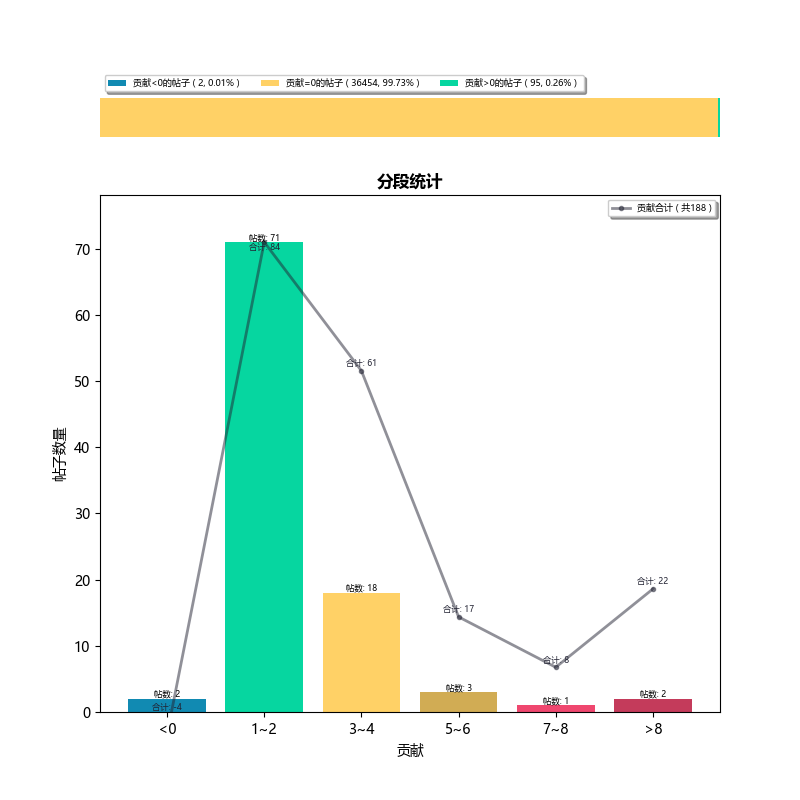 贡献<0的帖子 ( 2, 0.01% )
贡献=0的帖子 ( 36454, 99.73% )
贡献>0的帖子 ( 95, 0.26% )
分段统计
贡献合计 ( 共188 )
70
60
50
40
30
20
10
0
帖子数量
帖数: 2
合计: -4
帖数: 71
合计: 84
合计: 61
帖数: 18
合计: 17
帖数: 3
合计: 8
帖数: 1
合计: 22
帖数: 2
<0
1~2
3~4
5~6
7~8
>8
贡献